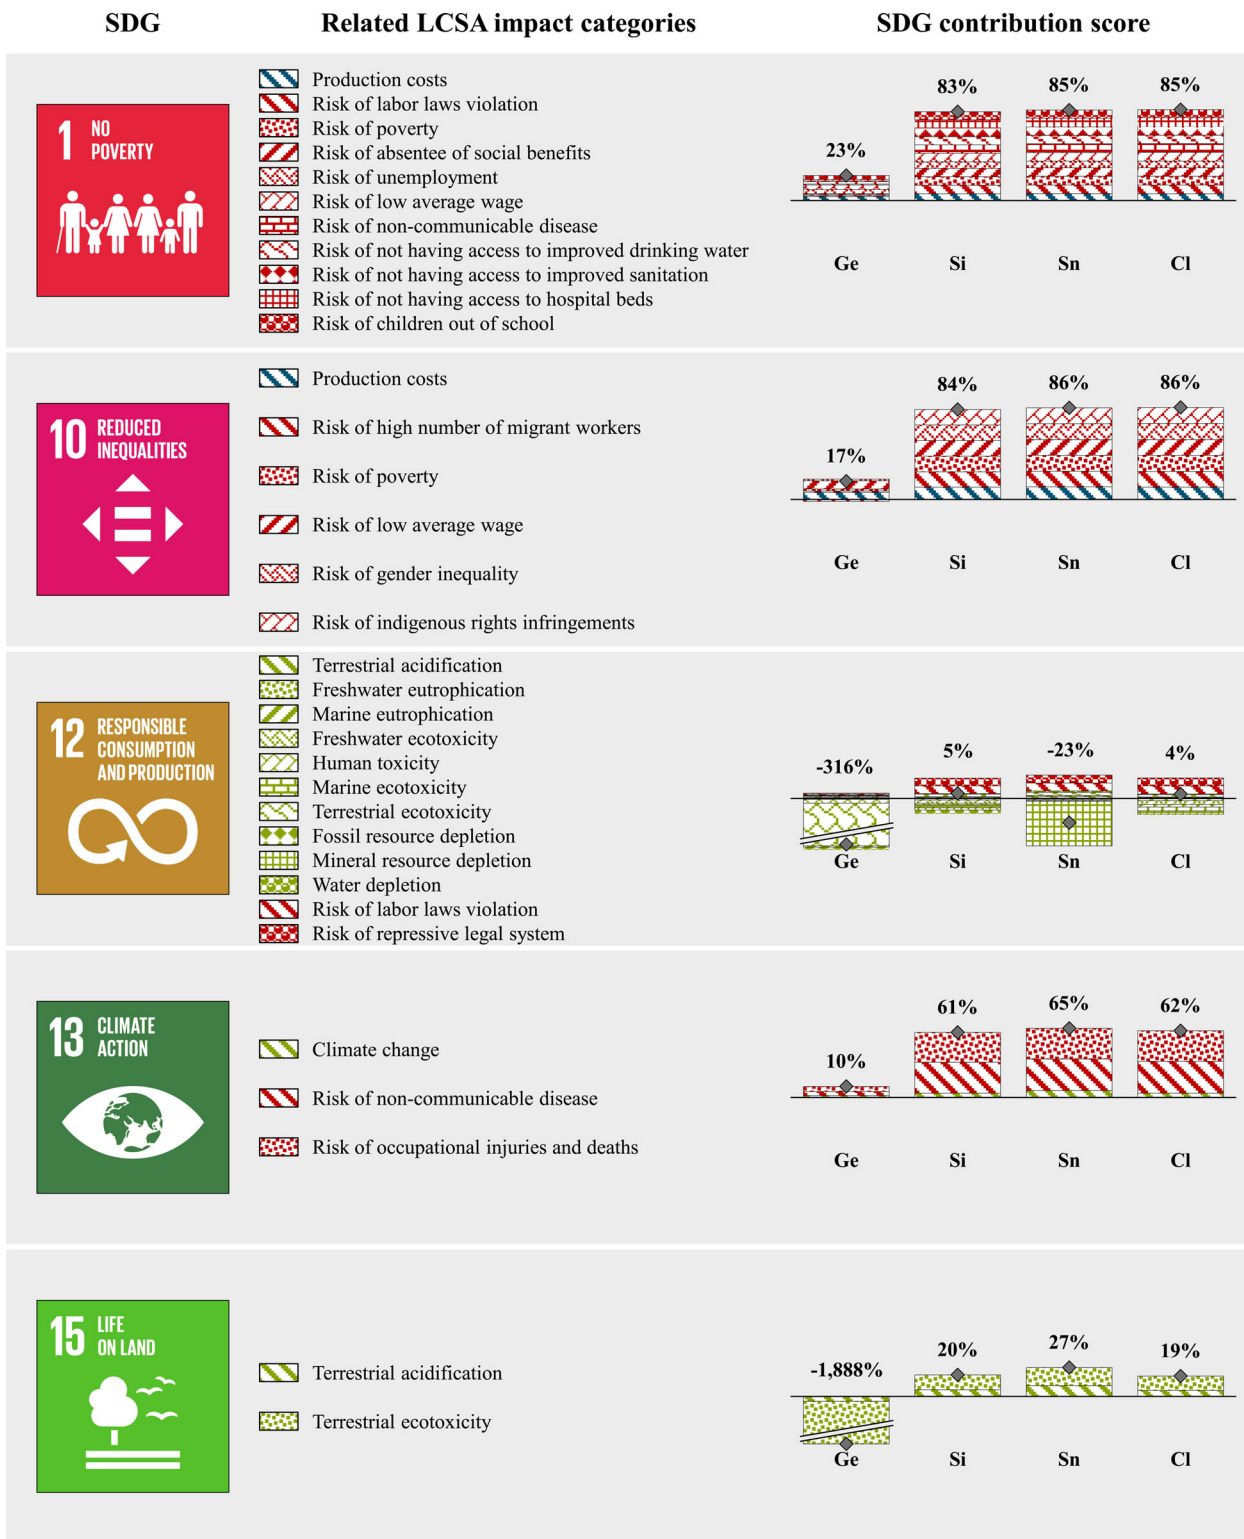 SDG
Related LCSA impact categories
SDG contribution score
1 NO
POVERTY
Production costs
Risk of labor laws violation
Risk of poverty
Risk of absentee of social benefits
Risk of unemployment
Risk of low average wage
Risk of non-communicable disease
Risk of not having access to improved drinking water
Risk of not having access to improved sanitation
Risk of not having access to hospital beds
Risk of children out of school
23%
83%
85%
85%
Ge
Si
Sn
Cl
10 REDUCED
INEQUALITIES
Production costs
Risk of high number of migrant workers
Risk of poverty
Risk of low average wage
Risk of gender inequality
Risk of indigenous rights infringements
17%
84%
86%
86%
Ge
Si
Sn
Cl
12 RESPONSIBLE
CONSUMPTION
AND PRODUCTION
Terrestrial acidification
Freshwater eutrophication
Marine eutrophication
Freshwater ecotoxicity
Human toxicity
Marine ecotoxicity
Terrestrial ecotoxicity
Fossil resource depletion
Mineral resource depletion
Water depletion
Risk of labor laws violation
Risk of repressive legal system
-316%
5%
-23%
4%
Ge
Si
Sn
Cl
13 CLIMATE
ACTION
Climate change
Risk of non-communicable disease
Risk of occupational injuries and deaths
10%
61%
65%
62%
Ge
Si
Sn
Cl
15 LIFE
ON LAND
Terrestrial acidification
Terrestrial ecotoxicity
-1,888%
20%
27%
19%
Ge
Si
Sn
Cl